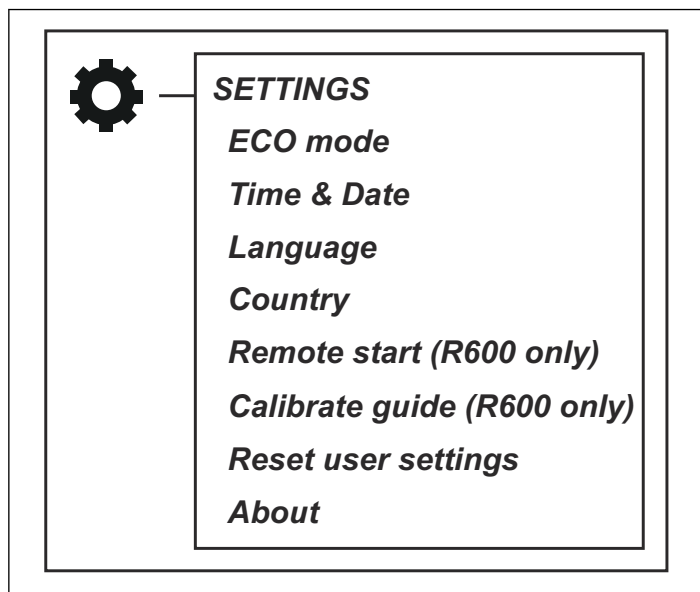 SETTINGS
ECO mode
Time & Date
Language
Country
Remote start (R600 only)
Calibrate guide (R600 only)
Reset user settings
About